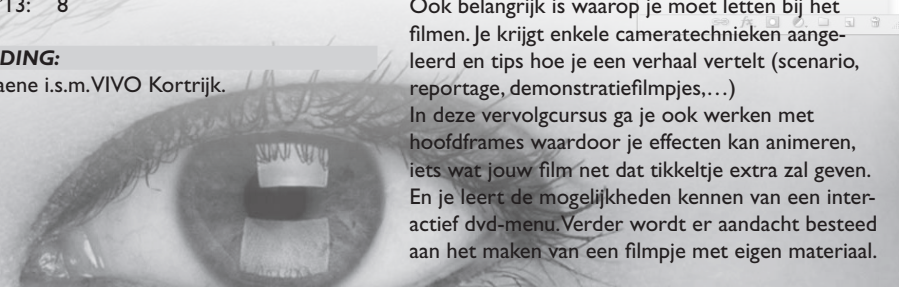 13: 8
DING:
aene i.s.m. VIVO Kortrijk.
Ook belangrijk is waarop je moet letten bij het
filmen. Je krijgt enkele cameratechnieken aange-
leerd en tips hoe je een verhaal vertelt (scenario,
reportage, demonstratiefilmpjes,…)
In deze vervolgcursus ga je ook werken met
hoofdframes waardoor je effecten kan animeren,
iets wat jouw film net dat tikkeltje extra zal geven.
En je leert de mogelijkheden kennen van een inter-
actief dvd-menu. Verder wordt er aandacht besteed
aan het maken van een filmpje met eigen materiaal.